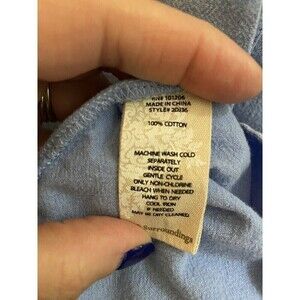 RN# 101206
MADE IN CHINA
STYLE# 20236
100% COTTON
MACHINE WASH COLD
SEPARATELY
INSIDE OUT
GENTLE CYCLE
ONLY NON-CHLORINE
BLEACH WHEN NEEDED
HANG TO DRY
COOL IRON
IF NEEDED
MAY BE DRY CLEANED
Surroundings